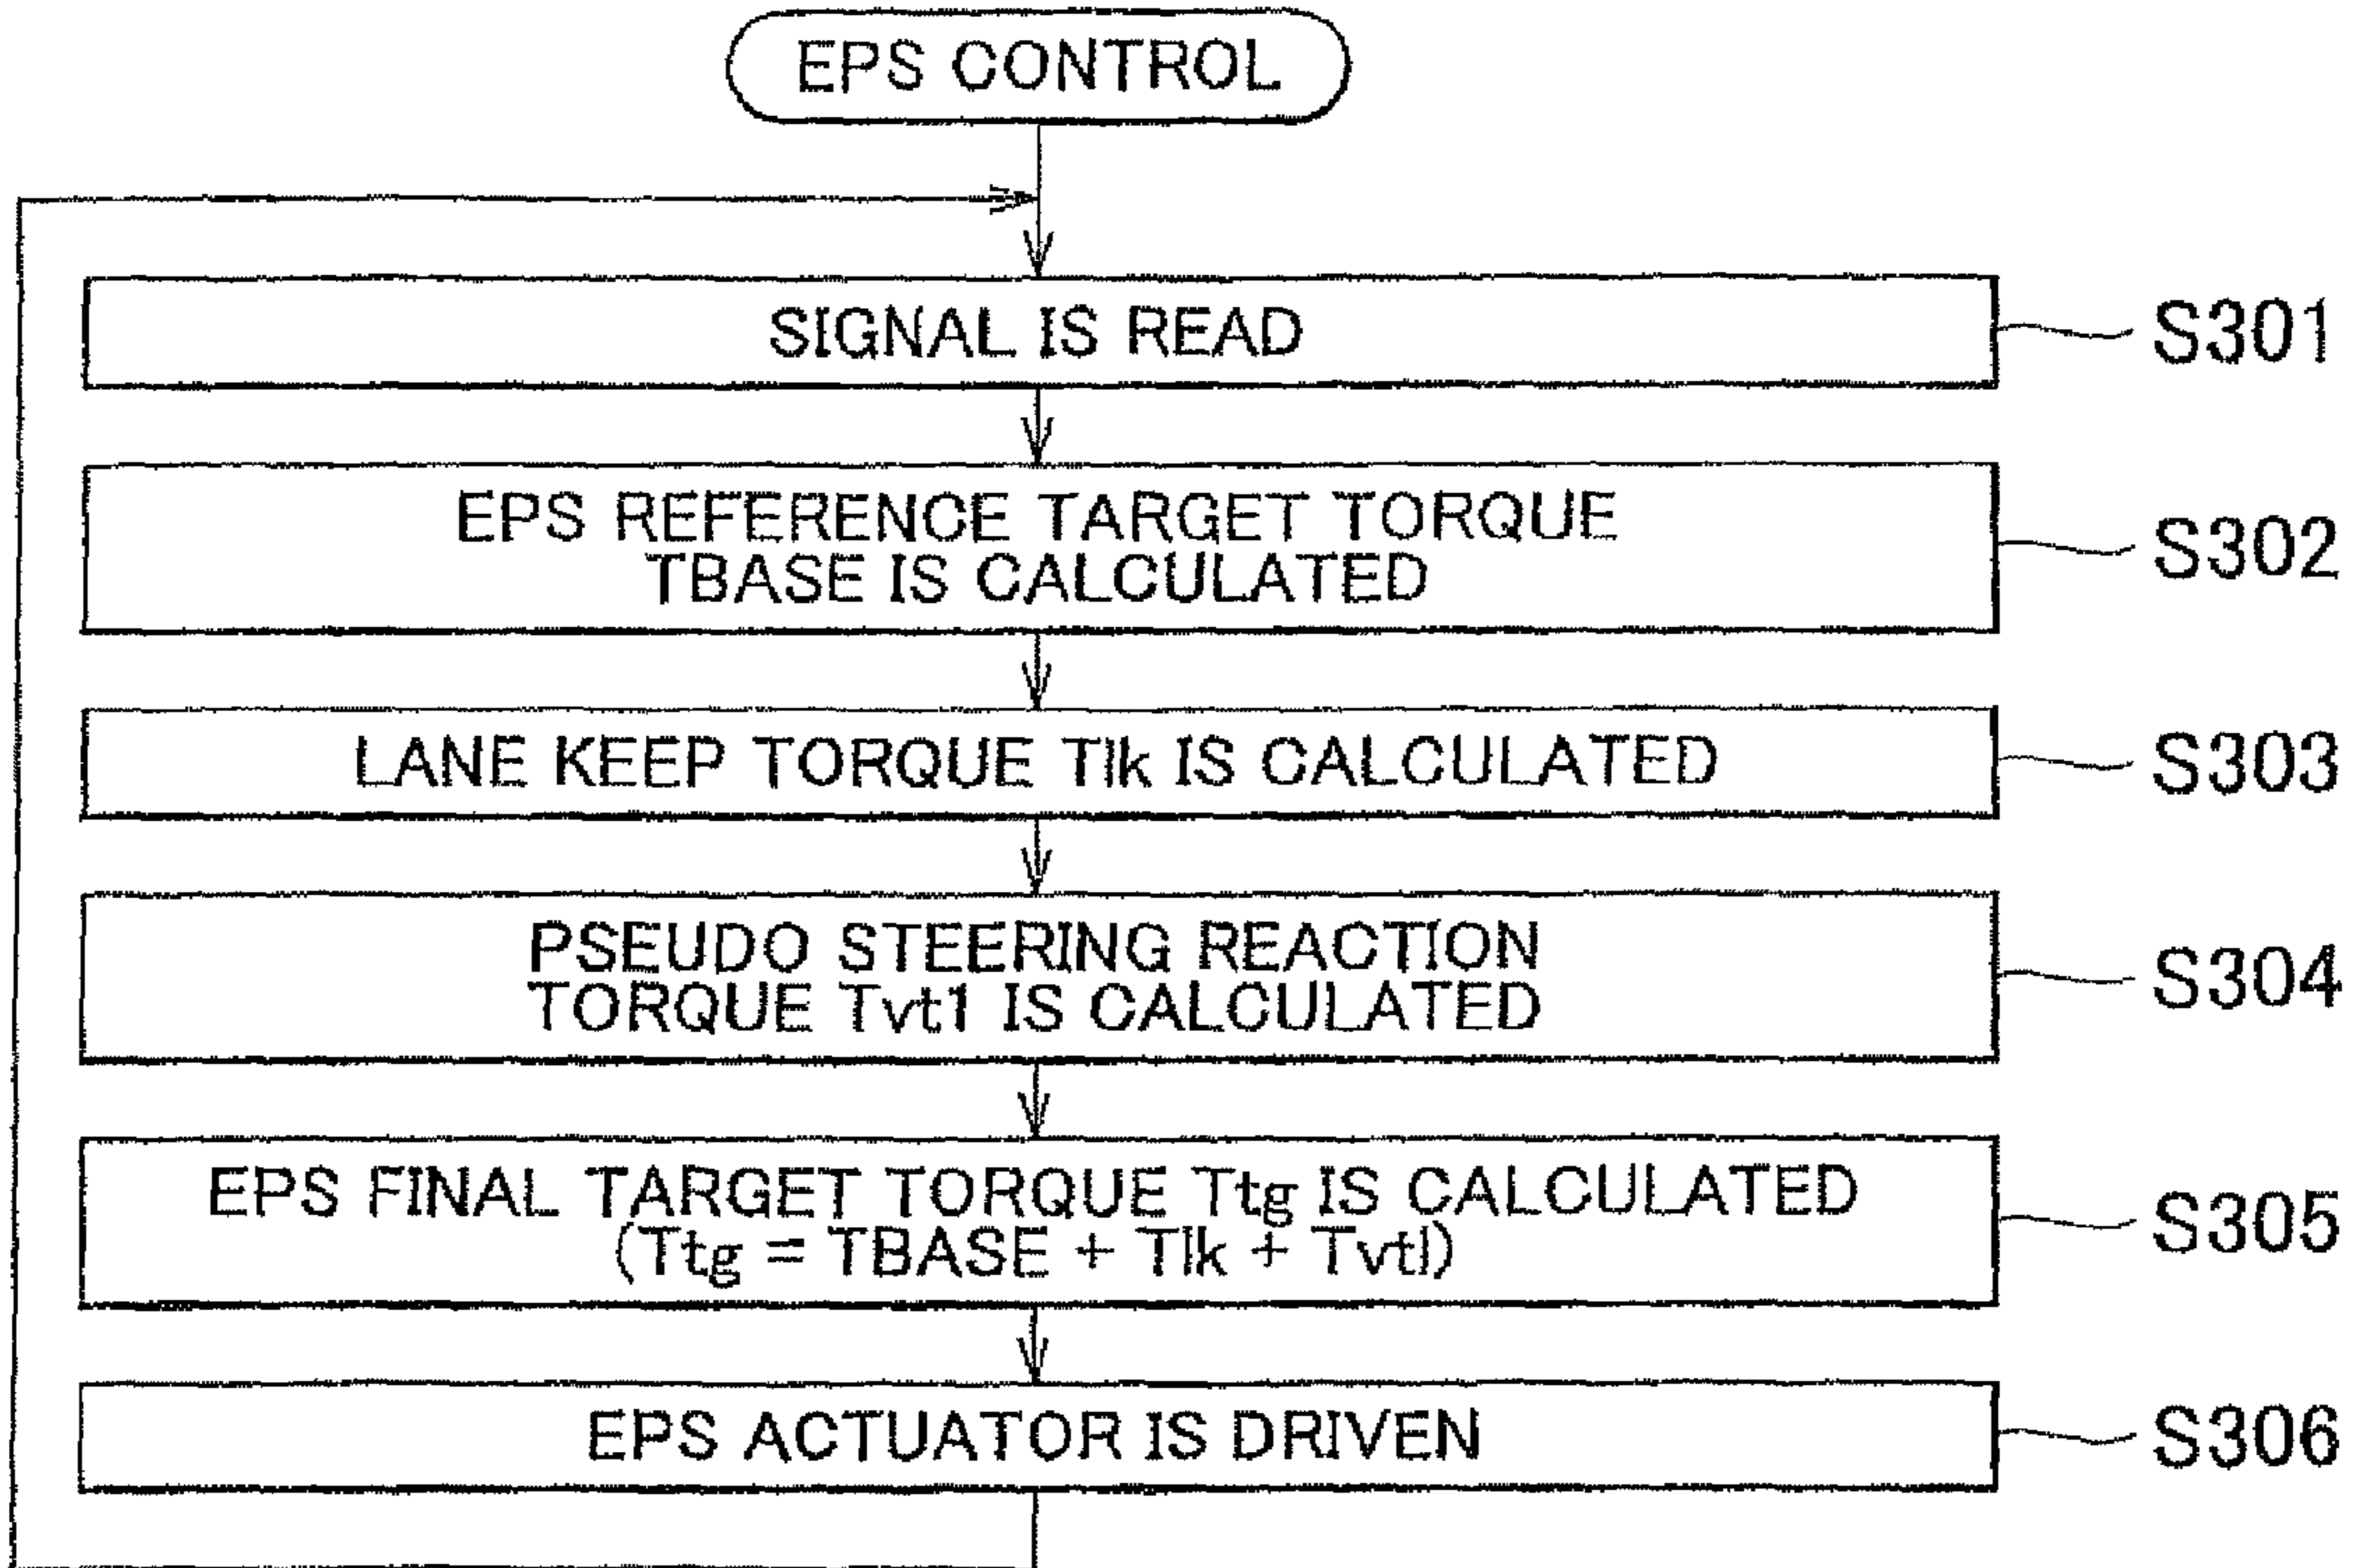 EPS CONTROL
SIGNAL IS READ
S301
EPS REFERENCE TARGET TORQUE
TBASE IS CALCULATED
S302
LANE KEEP TORQUE Tlk IS CALCULATED
S303
PSEUDO STEERING REACTION
TORQUE Tvt1 IS CALCULATED
S304
EPS FINAL TARGET TORQUE Ttg IS CALCULATED
(Ttg = TBASE + Tlk + Tvtl)
S305
EPS ACTUATOR IS DRIVEN
S306